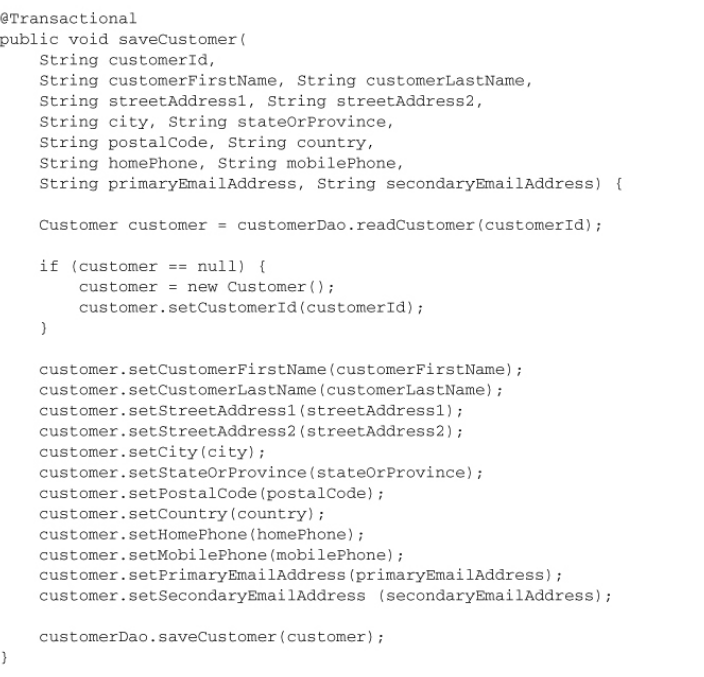 @Transactional
public void saveCustomer(
    String customerId,
    String customerFirstName, String customerLastName,
    String streetAddress1, String streetAddress2,
    String city, String stateOrProvince,
    String postalCode, String country,
    String homePhone, String mobilePhone,
    String primaryEmailAddress, String secondaryEmailAddress) {

    Customer customer = customerDao.readCustomer(customerId);

    if (customer == null) {
        customer = new Customer();
        customer.setCustomerId(customerId);
    }

    customer.setCustomerFirstName(customerFirstName);
    customer.setCustomerLastName(customerLastName);
    customer.setStreetAddress1(streetAddress1);
    customer.setStreetAddress2(streetAddress2);
    customer.setCity(city);
    customer.setStateOrProvince(stateOrProvince);
    customer.setPostalCode(postalCode);
    customer.setCountry(country);
    customer.setHomePhone(homePhone);
    customer.setMobilePhone(mobilePhone);
    customer.setPrimaryEmailAddress(primaryEmailAddress);
    customer.setSecondaryEmailAddress (secondaryEmailAddress);

    customerDao.saveCustomer(customer);
}